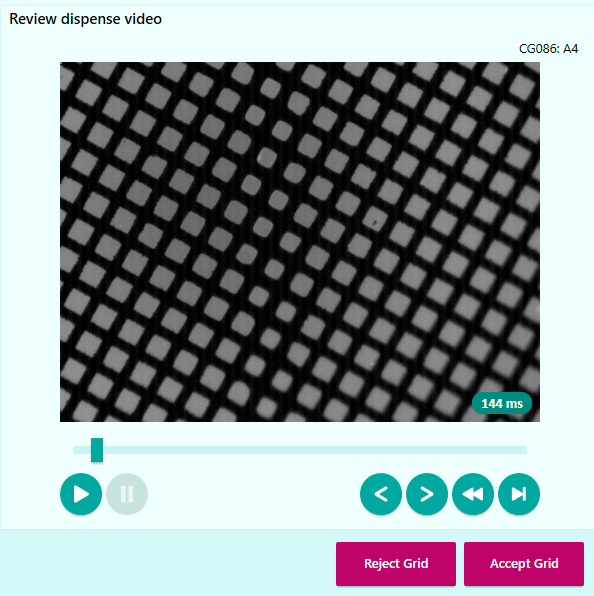 Review dispense video
CG086: A4
144 ms
Reject Grid
Accept Grid